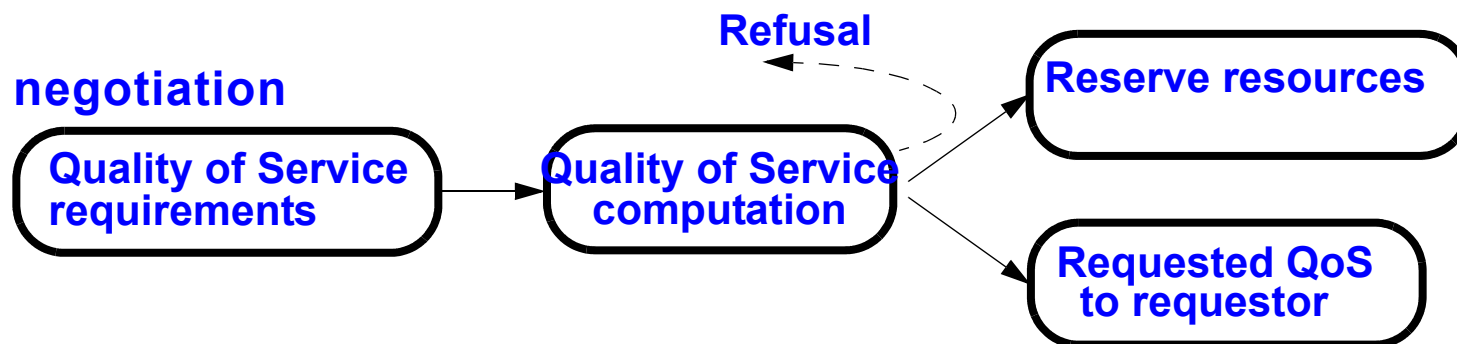 Refusal
negotiation
Quality of Service
requirements
Quality of Service
computation
Reserve resources
Requested QoS
to requestor